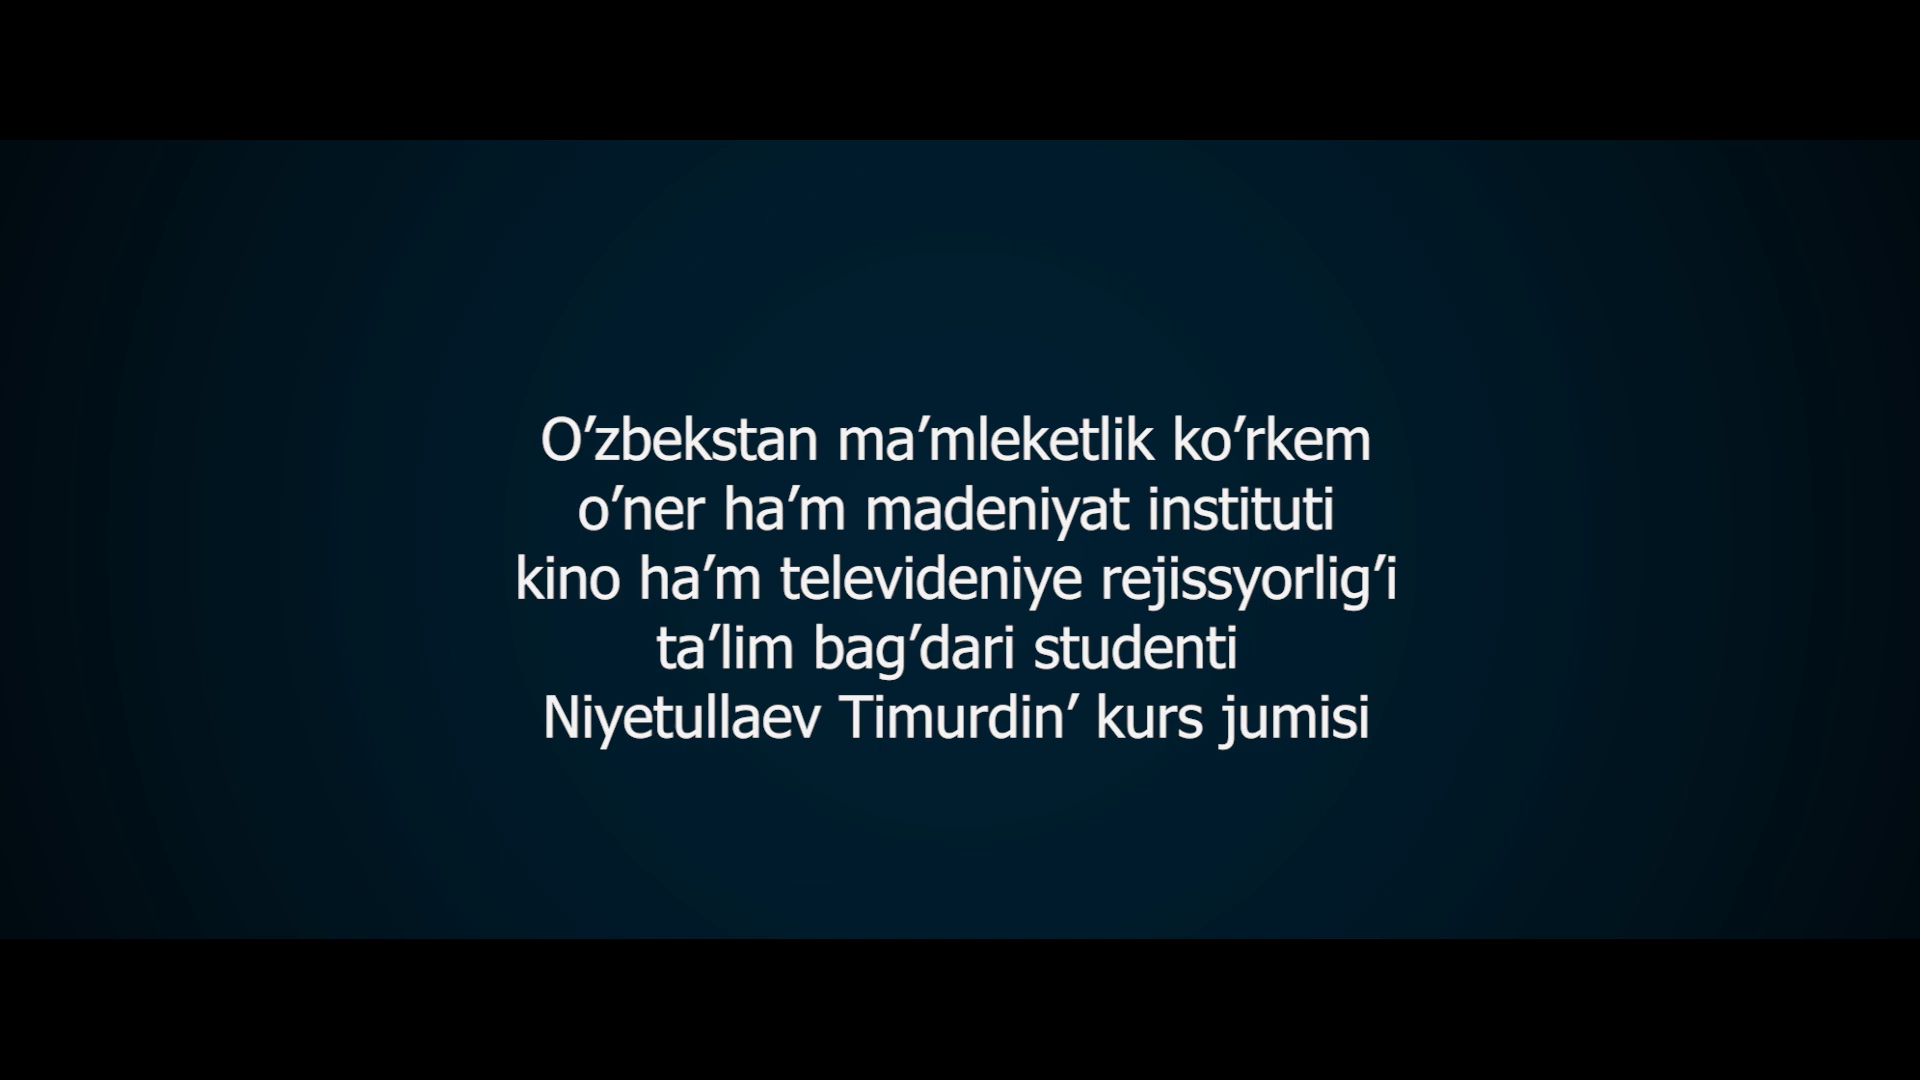 O’zbekstan ma’mleketlik ko’rkem
o’ner ha’m madeniyat instituti
kino ha’m televideniye rejissyorlig’i
ta’lim bag’dari studenti
Niyetullaev Timurdin’ kurs jumisi